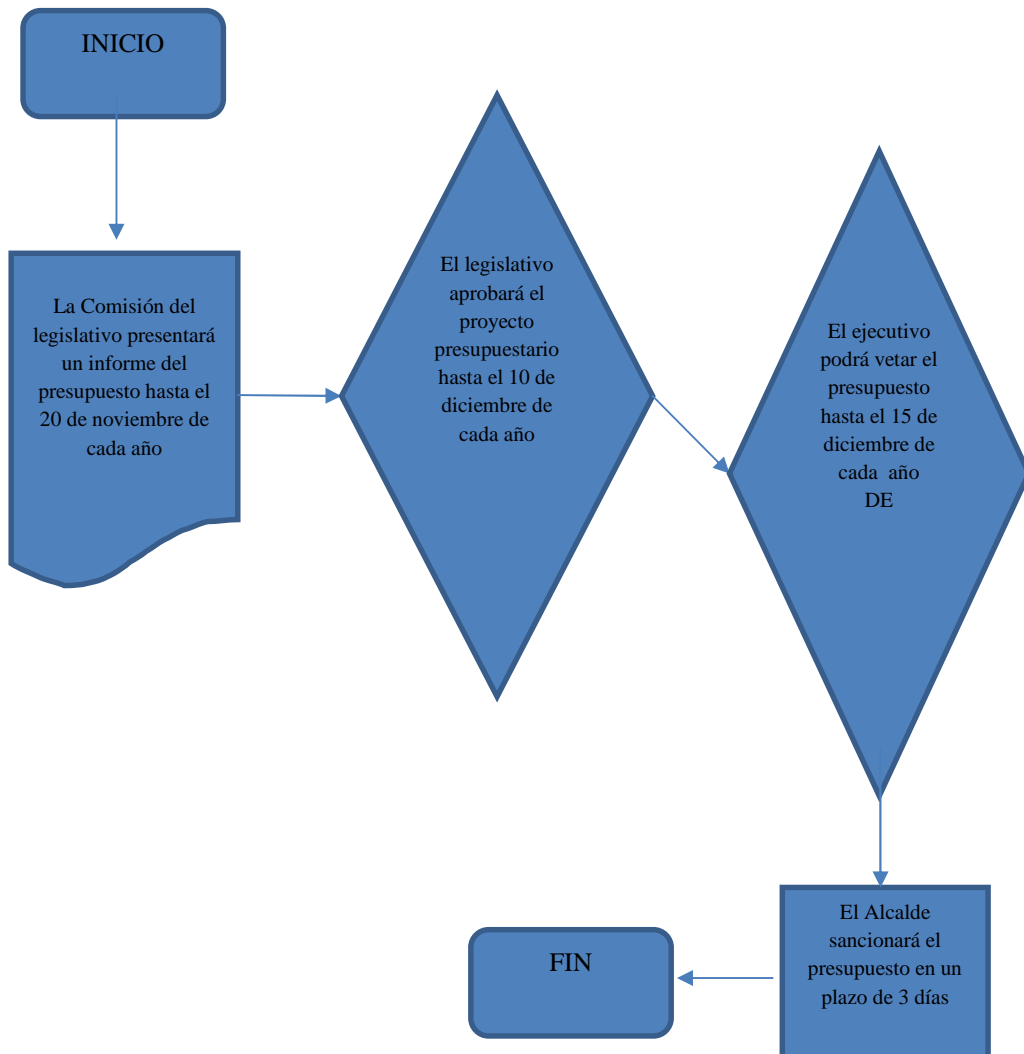 INICIO
La Comisión del
legislativo presentará
un informe del
presupuesto hasta el
20 de noviembre de
cada año
El legislativo
aprobará el
proyecto
presupuestario
hasta el 10 de
diciembre de
cada año
El ejecutivo
podrá vetar el
presupuesto
hasta el 15 de
diciembre de
cada año
DE
El Alcalde
sancionará el
presupuesto en un
plazo de 3 días
FIN